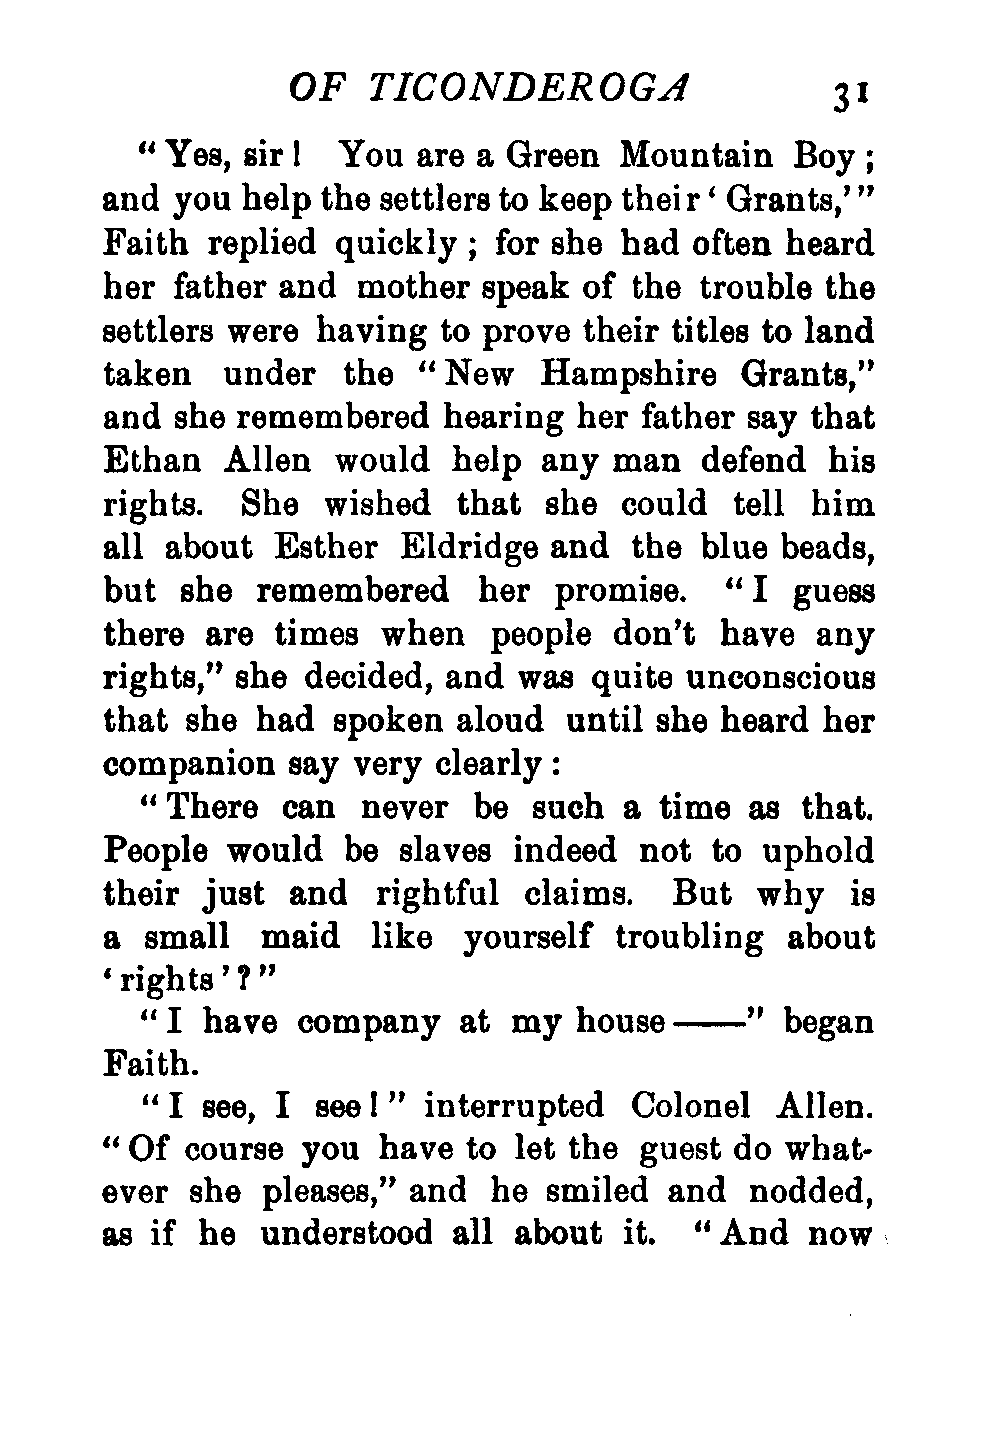 OF TICONDEROGA 31
“Yes, sir! You are a Green Mountain Boy;
and you help the settlers to keep their ‘Grants,’”
Faith replied quickly; for she had often heard
her father and mother speak of the trouble the
settlers were having to prove their titles to land
taken under the “New Hampshire Grants,”
and she remembered hearing her father say that
Ethan Allen would help any man defend his
rights. She wished that she could tell him
all about Esther Eldridge and the blue beads,
but she remembered her promise. “I guess
there are times when people don’t have any
rights,” she decided, and was quite unconscious
that she had spoken aloud until she heard her
companion say very clearly:
“There can never be such a time as that.
People would be slaves indeed not to uphold
their just and rightful claims. But why is
a small maid like yourself troubling about
‘rights’?”
“I have company at my house——” began
Faith.
“I see, I see!” interrupted Colonel Allen.
“Of course you have to let the guest do what-
ever she pleases,” and he smiled and nodded,
as if he understood all about it. “And now